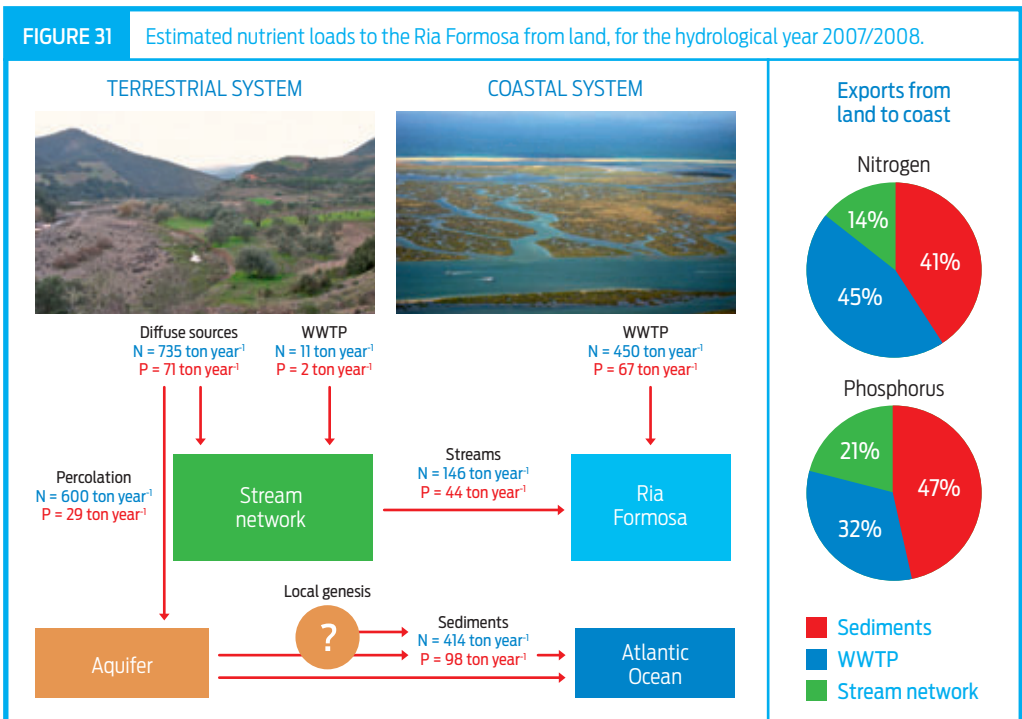 FIGURE 31
Estimated nutrient loads to the Ria Formosa from land, for the hydrological year 2007/2008.
TERRESTRIAL SYSTEM
COASTAL SYSTEM
Diffuse sources
N = 735 ton year⁻¹
P = 71 ton year⁻¹
WWTP
N = 11 ton year⁻¹
P = 2 ton year⁻¹
WWTP
N = 450 ton year⁻¹
P = 67 ton year⁻¹
Percolation
N = 600 ton year⁻¹
P = 29 ton year⁻¹
Stream
network
Streams
N = 146 ton year⁻¹
P = 44 ton year⁻¹
Ria
Formosa
Local genesis
?
Sediments
N = 414 ton year⁻¹
P = 98 ton year⁻¹
Aquifer
Atlantic
Ocean
Exports from
land to coast
Nitrogen
14%
41%
45%
Phosphorus
21%
47%
32%
Sediments
WWTP
Stream network